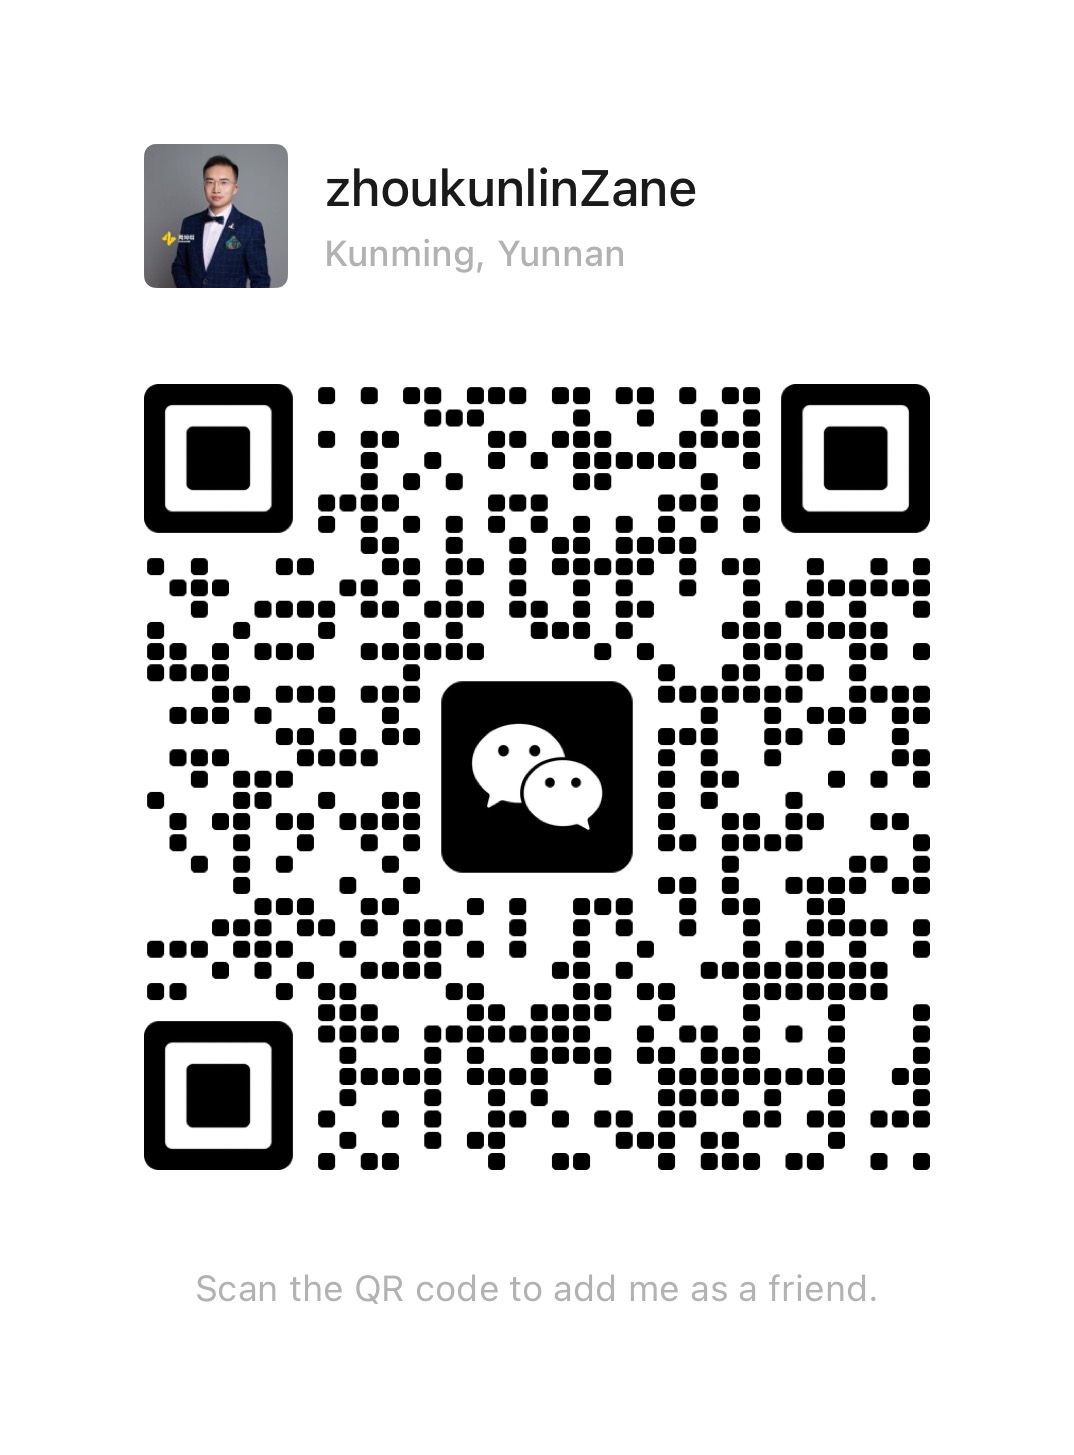 zhoukunlinZane
Kunming, Yunnan
Scan the QR code to add me as a friend.